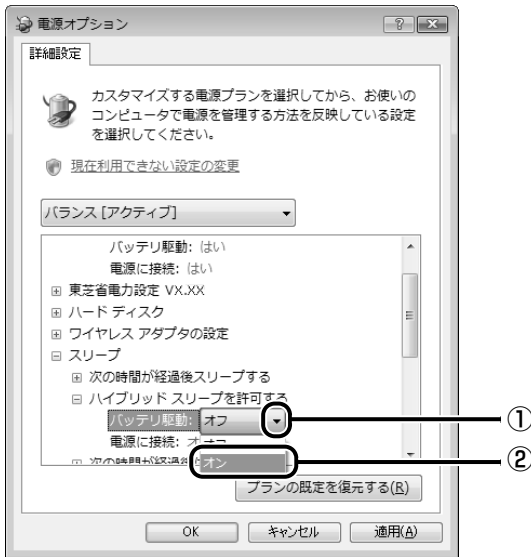 電源オプション
詳細設定
カスタマイズする電源プランを選択してから、お使いの
コンピュータで電源を管理する方法を反映している設定
を選択してください。
現在利用できない設定の変更
バランス [アクティブ]
バッテリ駆動: はい
電源に接続: はい
東芝省電力設定 VX.XX
ハード ディスク
ワイヤレス アダプタの設定
スリープ
次の時間が経過後スリープする
ハイブリッド スリープを許可する
バッテリ駆動: オフ
①
電源に接続:
オン
②
次の時間が経過
プランの既定を復元する(R)
OK キャンセル 適用(A)